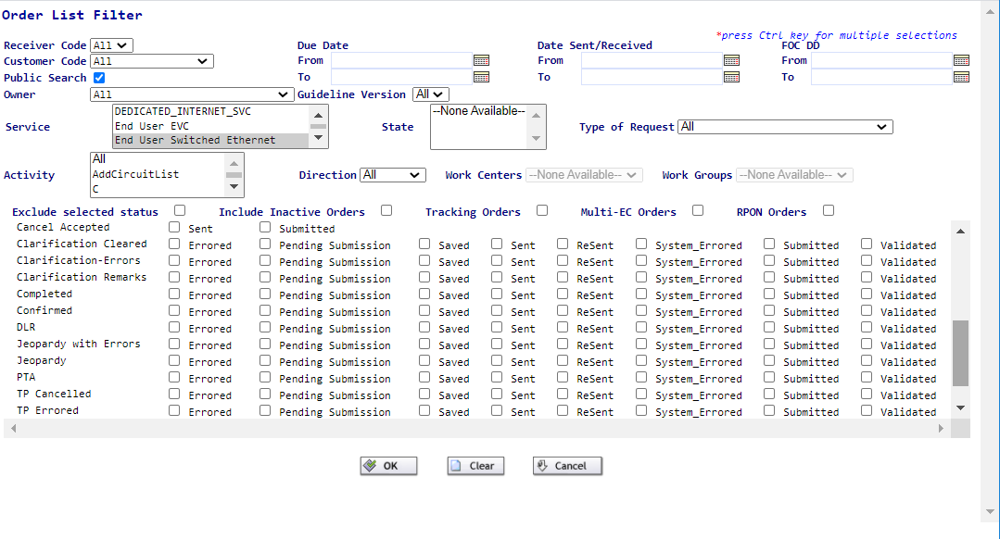 Order List Filter
*press Ctrl key for multiple selections
Receiver Code All Due Date Date Sent/Received FOC DD
Customer Code All From From From
Public Search To To To
Owner All Guideline Version All
Service DEDICATED_INTERNET_SVC
End User EVC
End User Switched Ethernet
State --None Available-- Type of Request All
Activity All
AddCircuitList
C
Direction All Work Centers --None Available-- Work Groups --None Available--
Exclude selected status Include Inactive Orders Tracking Orders Multi-EC Orders RPON Orders
Cancel Accepted Sent Submitted
Clarification Cleared Errored Pending Submission Saved Sent ReSent System_Errored Submitted Validated
Clarification-Errors Errored Pending Submission Saved Sent ReSent System_Errored Submitted Validated
Clarification Remarks Errored Pending Submission Saved Sent ReSent System_Errored Submitted Validated
Completed Errored Pending Submission Saved Sent ReSent System_Errored Submitted Validated
Confirmed Errored Pending Submission Saved Sent ReSent System_Errored Submitted Validated
DLR Errored Pending Submission Saved Sent ReSent System_Errored Submitted Validated
Jeopardy with Errors Errored Pending Submission Saved Sent ReSent System_Errored Submitted Validated
Jeopardy Errored Pending Submission Saved Sent ReSent System_Errored Submitted Validated
PTA Errored Pending Submission Saved Sent ReSent System_Errored Submitted Validated
TP Cancelled Errored Pending Submission Saved Sent ReSent System_Errored Submitted Validated
TP Errored Errored Pending Submission Saved Sent ReSent System_Errored Submitted Validated
OK Clear Cancel